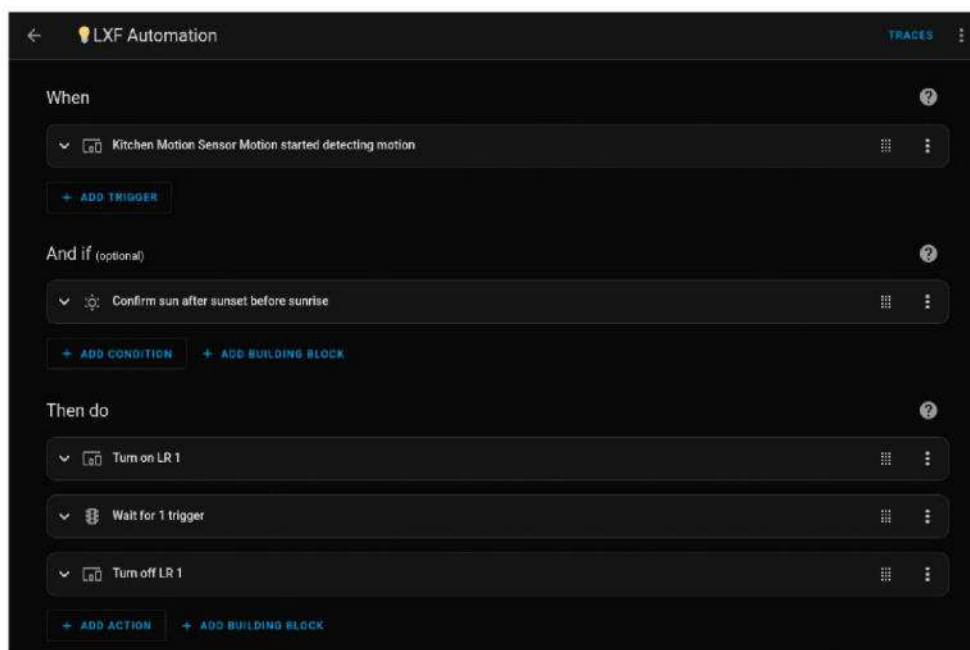 LXF Automation
TRACES
When
Kitchen Motion Sensor Motion started detecting motion
+ ADD TRIGGER
And if (optional)
Confirm sun after sunset before sunrise
+ ADD CONDITION + ADD BUILDING BLOCK
Then do
Turn on LR 1
Wait for 1 trigger
Turn off LR 1
+ ADD ACTION + ADD BUILDING BLOCK